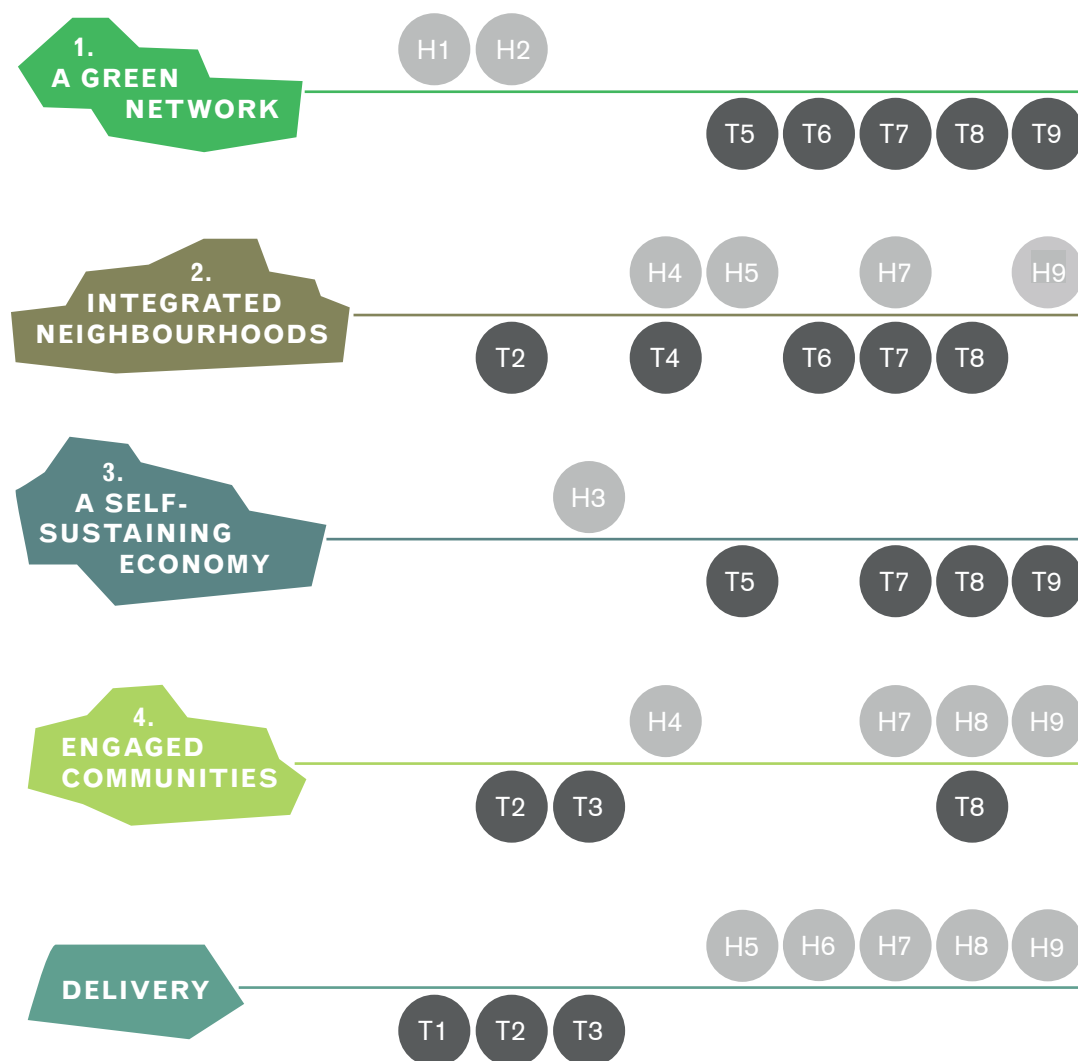 1.
A GREEN
NETWORK
H1 H2
T5 T6 T7 T8 T9
2.
INTEGRATED
NEIGHBOURHOODS
H4 H5 H7 H9
T2 T4 T6 T7 T8
3.
A SELF-
SUSTAINING
ECONOMY
H3
T5 T7 T8 T9
4.
ENGAGED
COMMUNITIES
H4 H7 H8 H9
T2 T3 T8
DELIVERY
H5 H6 H7 H8 H9
T1 T2 T3